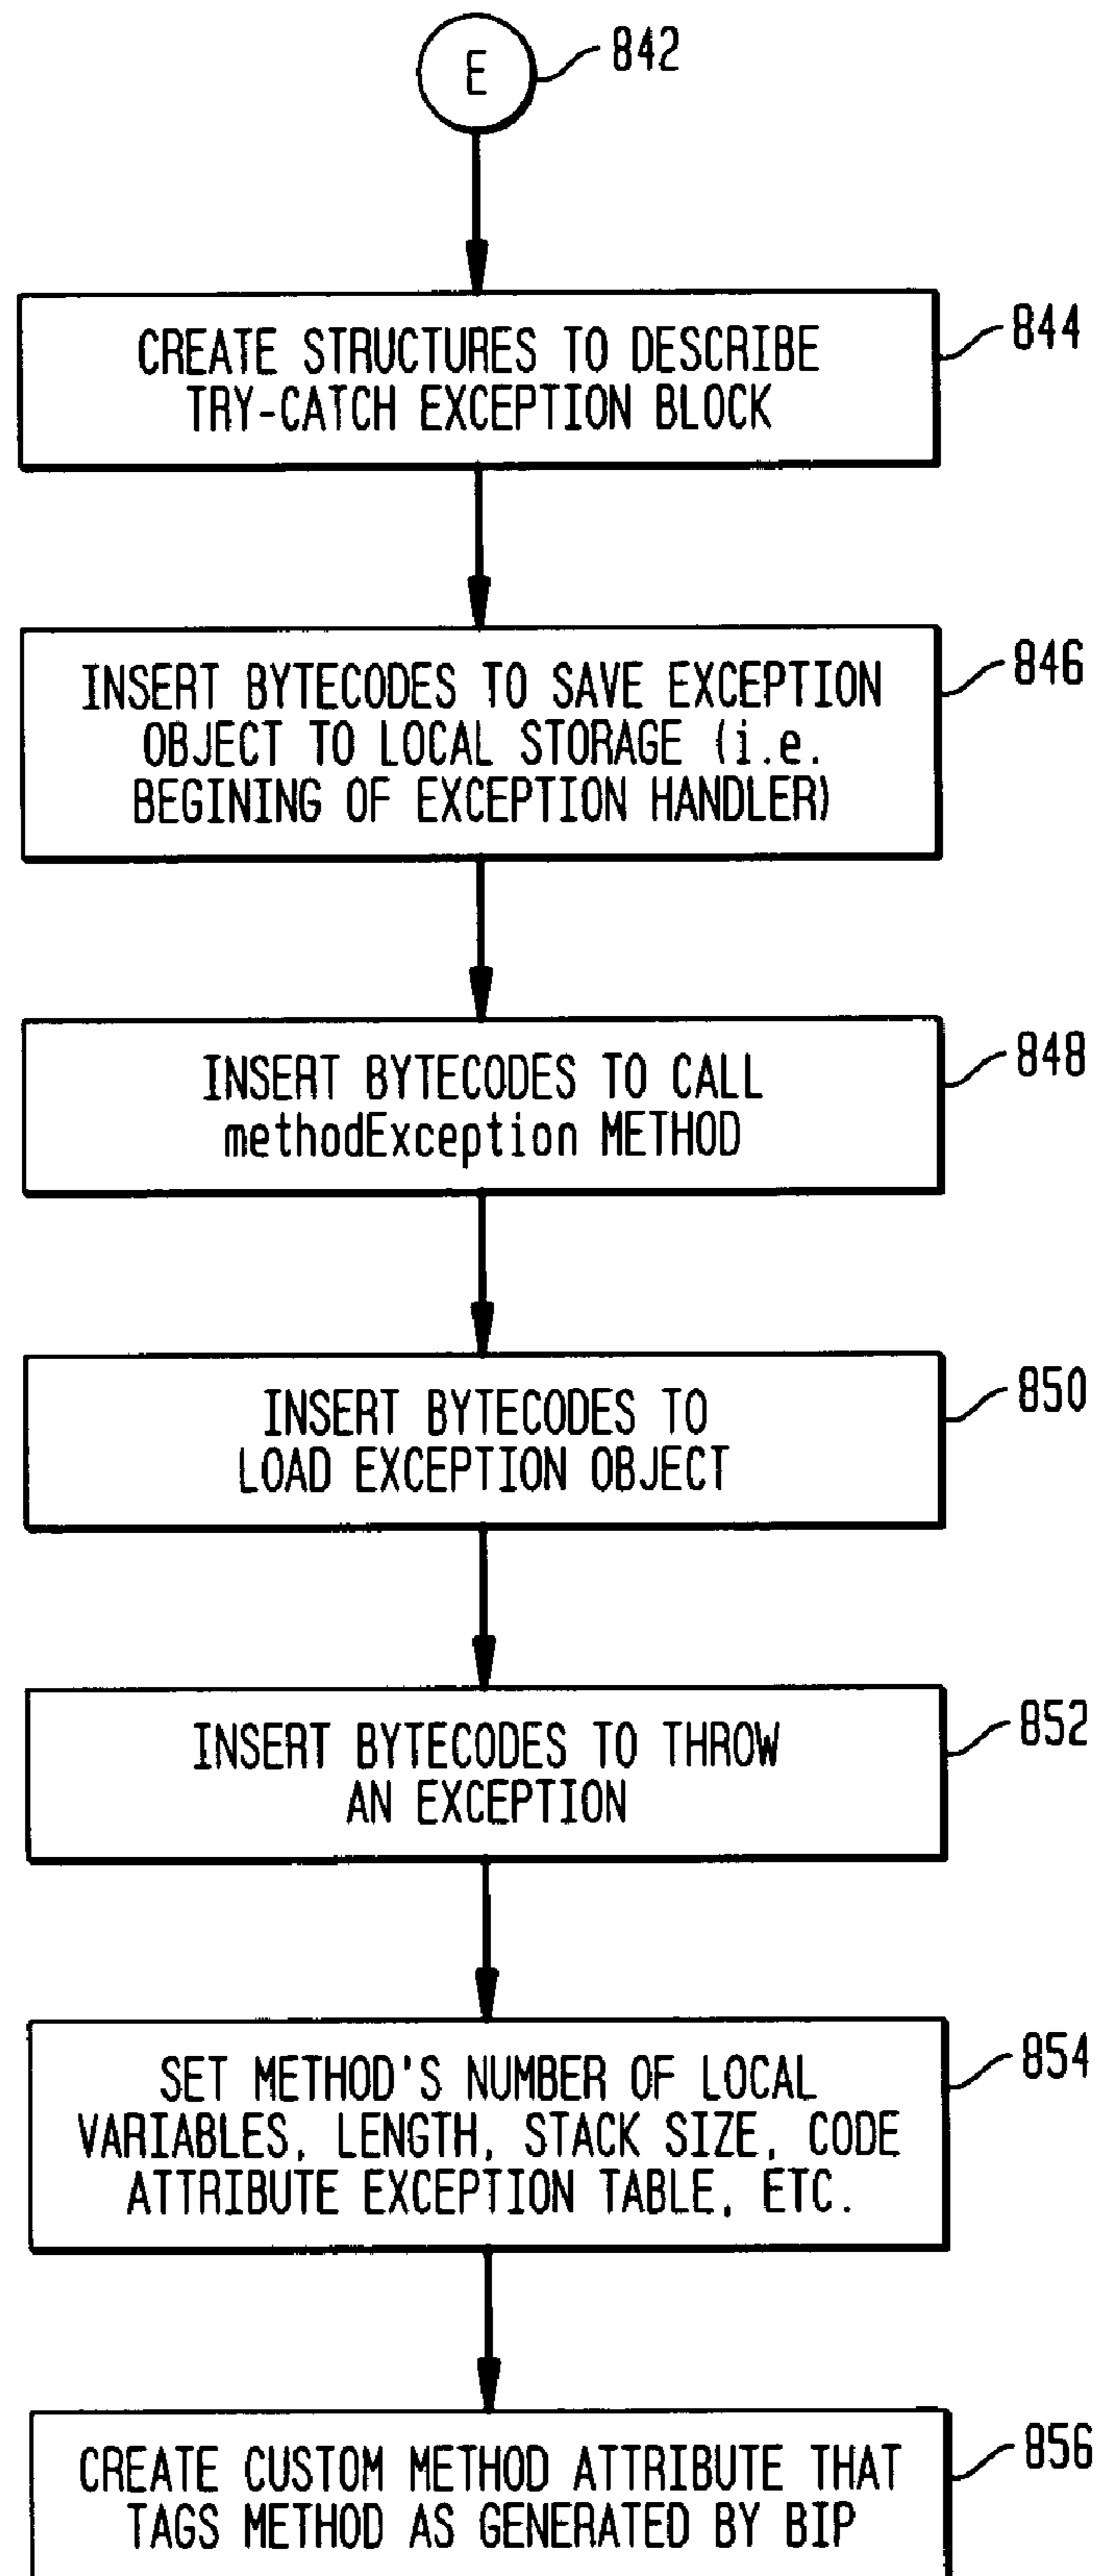 E
842
CREATE STRUCTURES TO DESCRIBE
TRY-CATCH EXCEPTION BLOCK
844
INSERT BYTECODES TO SAVE EXCEPTION
OBJECT TO LOCAL STORAGE (i.e.
BEGINING OF EXCEPTION HANDLER)
846
INSERT BYTECODES TO CALL
methodException METHOD
848
INSERT BYTECODES TO
LOAD EXCEPTION OBJECT
850
INSERT BYTECODES TO THROW
AN EXCEPTION
852
SET METHOD'S NUMBER OF LOCAL
VARIABLES, LENGTH, STACK SIZE, CODE
ATTRIBUTE EXCEPTION TABLE, ETC.
854
CREATE CUSTOM METHOD ATTRIBUTE THAT
TAGS METHOD AS GENERATED BY BIP
856